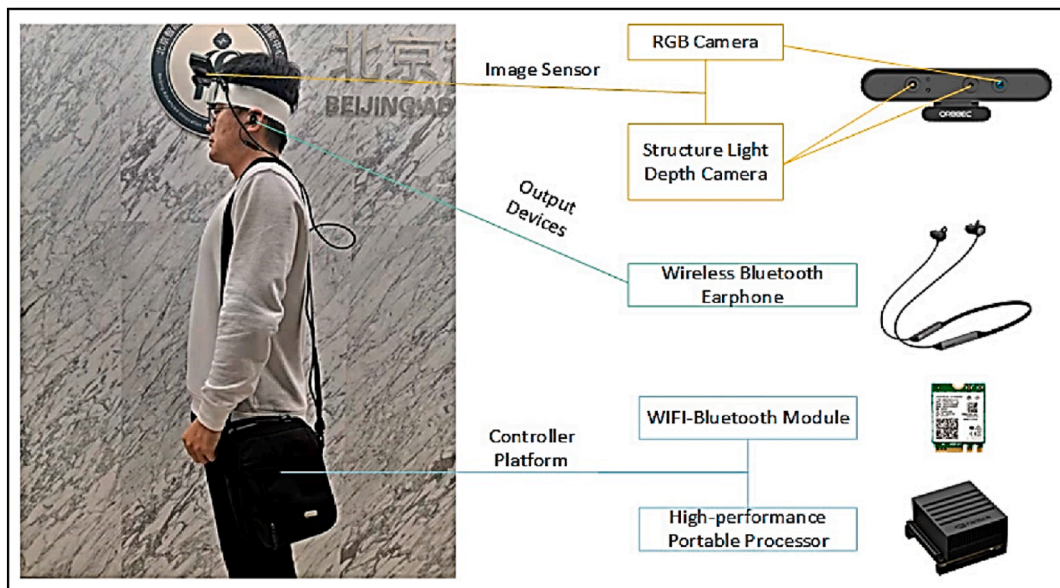 北京
BEIJING
Image Sensor
RGB Camera
ORBBEC
Structure Light
Depth Camera
Output
Devices
Wireless Bluetooth
Earphone
WIFI-Bluetooth Module
Controller
Platform
High-performance
Portable Processor